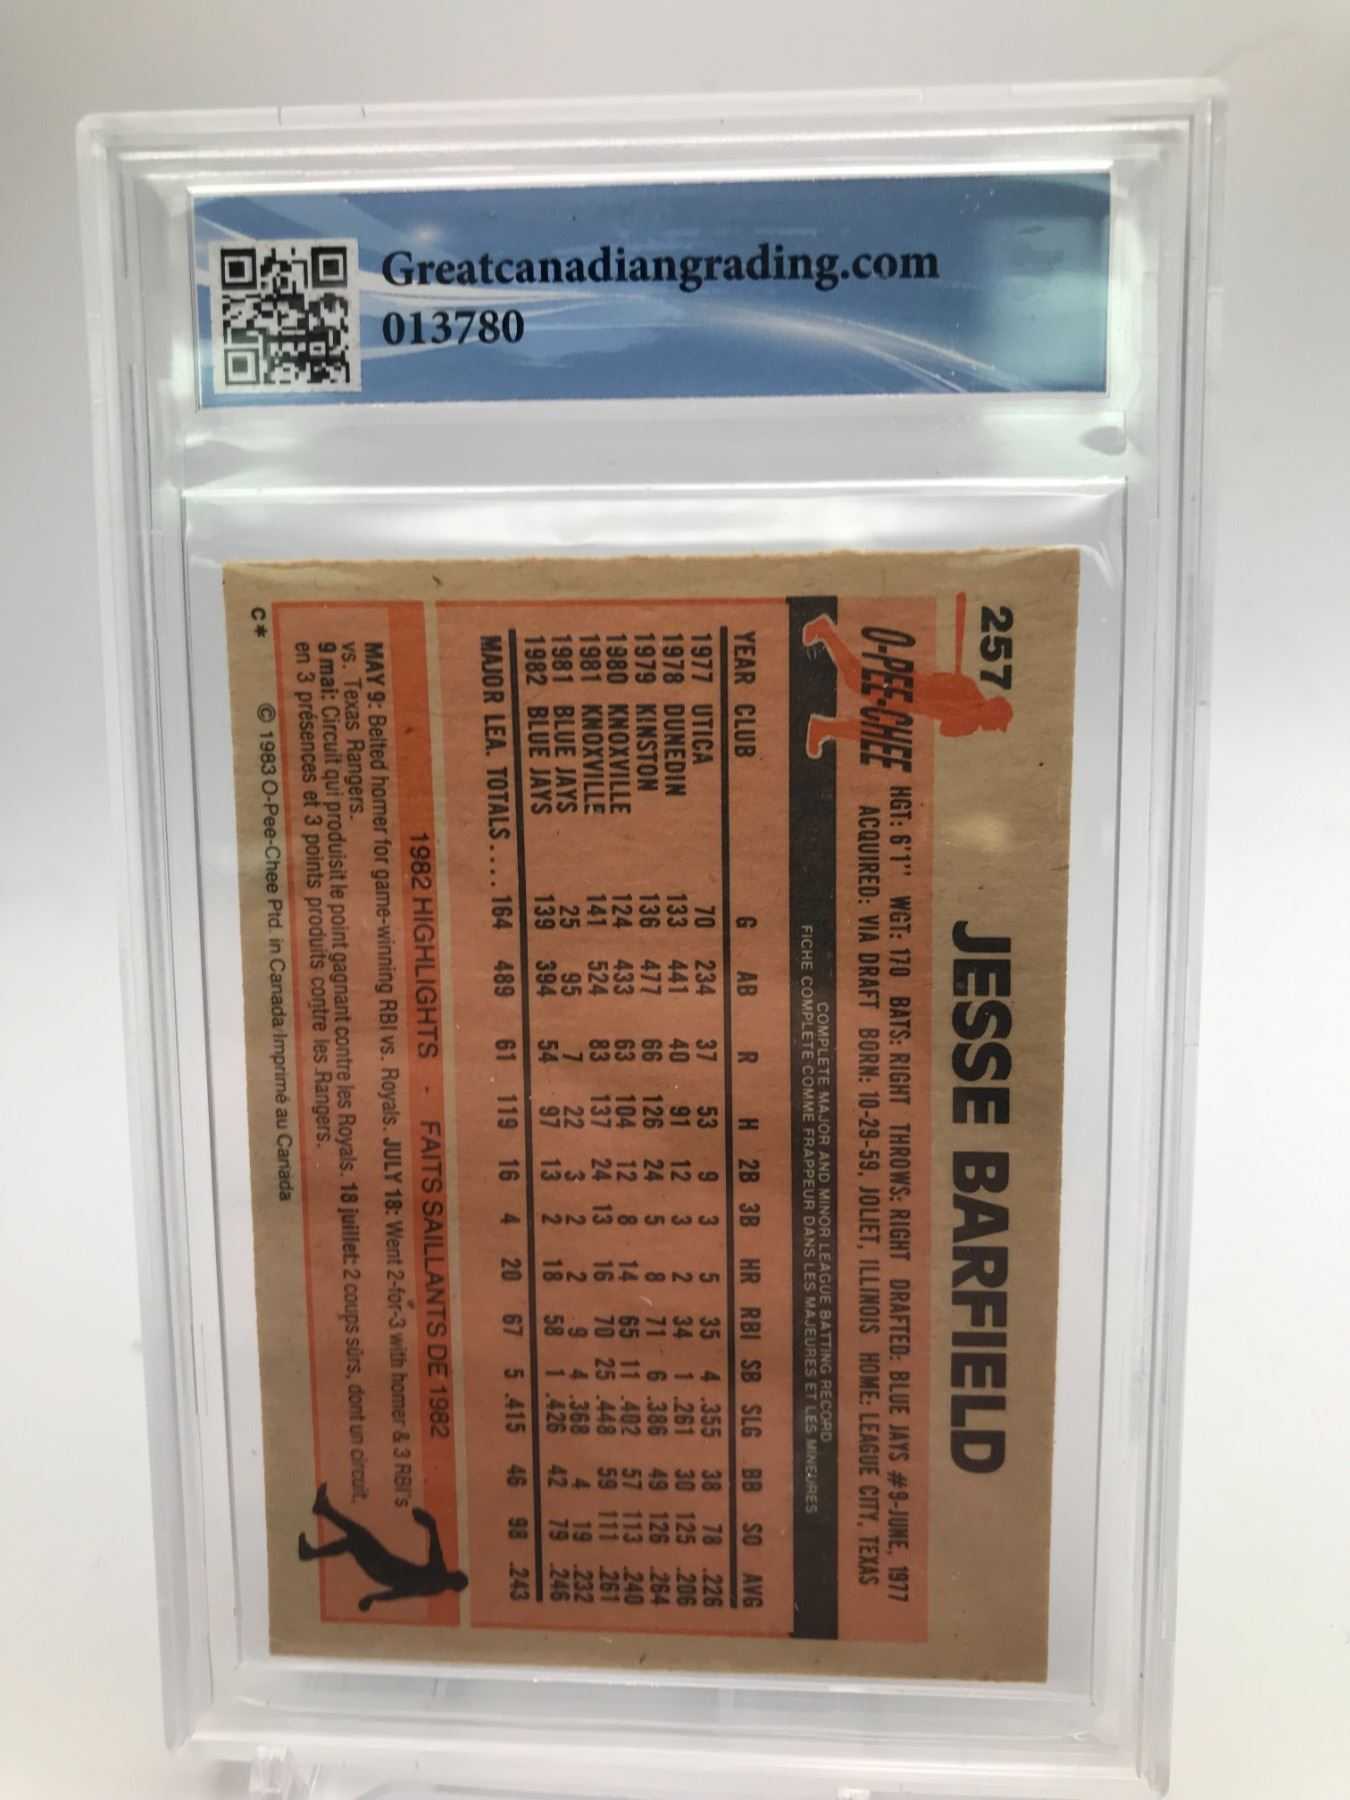 Greatcanadiangrading.com
013780
257
JESSE BARFIELD
O-PEE-CHEE
HGT: 6'1" WGT: 170 BATS: RIGHT THROWS: RIGHT DRAFTED: BLUE JAYS #9-JUNE, 1977
ACQUIRED: VIA DRAFT BORN: 10-29-59, JOLIET, ILLINOIS HOME: LEAGUE CITY, TEXAS
COMPLETE MAJOR AND MINOR LEAGUE BATTING RECORD
FICHE COMPLETE COMME FRAPPEUR DANS LES MAJEURES ET LES MINEURES
YEAR CLUB G AB R H 2B 3B HR RBI SB SLG BB SO AVG
1977 UTICA 70 234 37 53 9 3 5 35 4 .355 38 78 .226
1978 DUNEDIN 133 441 40 91 12 3 2 34 1 .261 30 125 .206
1979 KINSTON 136 477 66 126 24 5 8 71 6 .386 49 126 .264
1980 KNOXVILLE 124 433 63 104 12 8 14 65 11 .402 57 113 .240
1981 KNOXVILLE 141 524 83 137 24 13 16 70 25 .448 59 111 .261
1981 BLUE JAYS 25 95 7 22 3 2 2 9 4 .368 4 19 .232
1982 BLUE JAYS 139 394 54 97 13 2 18 58 1 .426 42 79 .246
MAJOR LEA. TOTALS.... 164 489 61 119 16 4 20 67 5 .415 46 98 .243
1982 HIGHLIGHTS - FAITS SAILLANTS DE 1982
MAY 9: Belted homer for game-winning RBI vs. Royals. JULY 18: Went 2-for-3 with homer & 3 RBI's
vs. Texas Rangers.
9 mai: Circuit qui produisit le point gagnant contre les Royals. 18 juillet: 2 coups sûrs, dont un circuit,
en 3 présences et 3 points produits contre les Rangers.
C* © 1983 O-Pee-Chee Ptd. in Canada/Imprimé au Canada